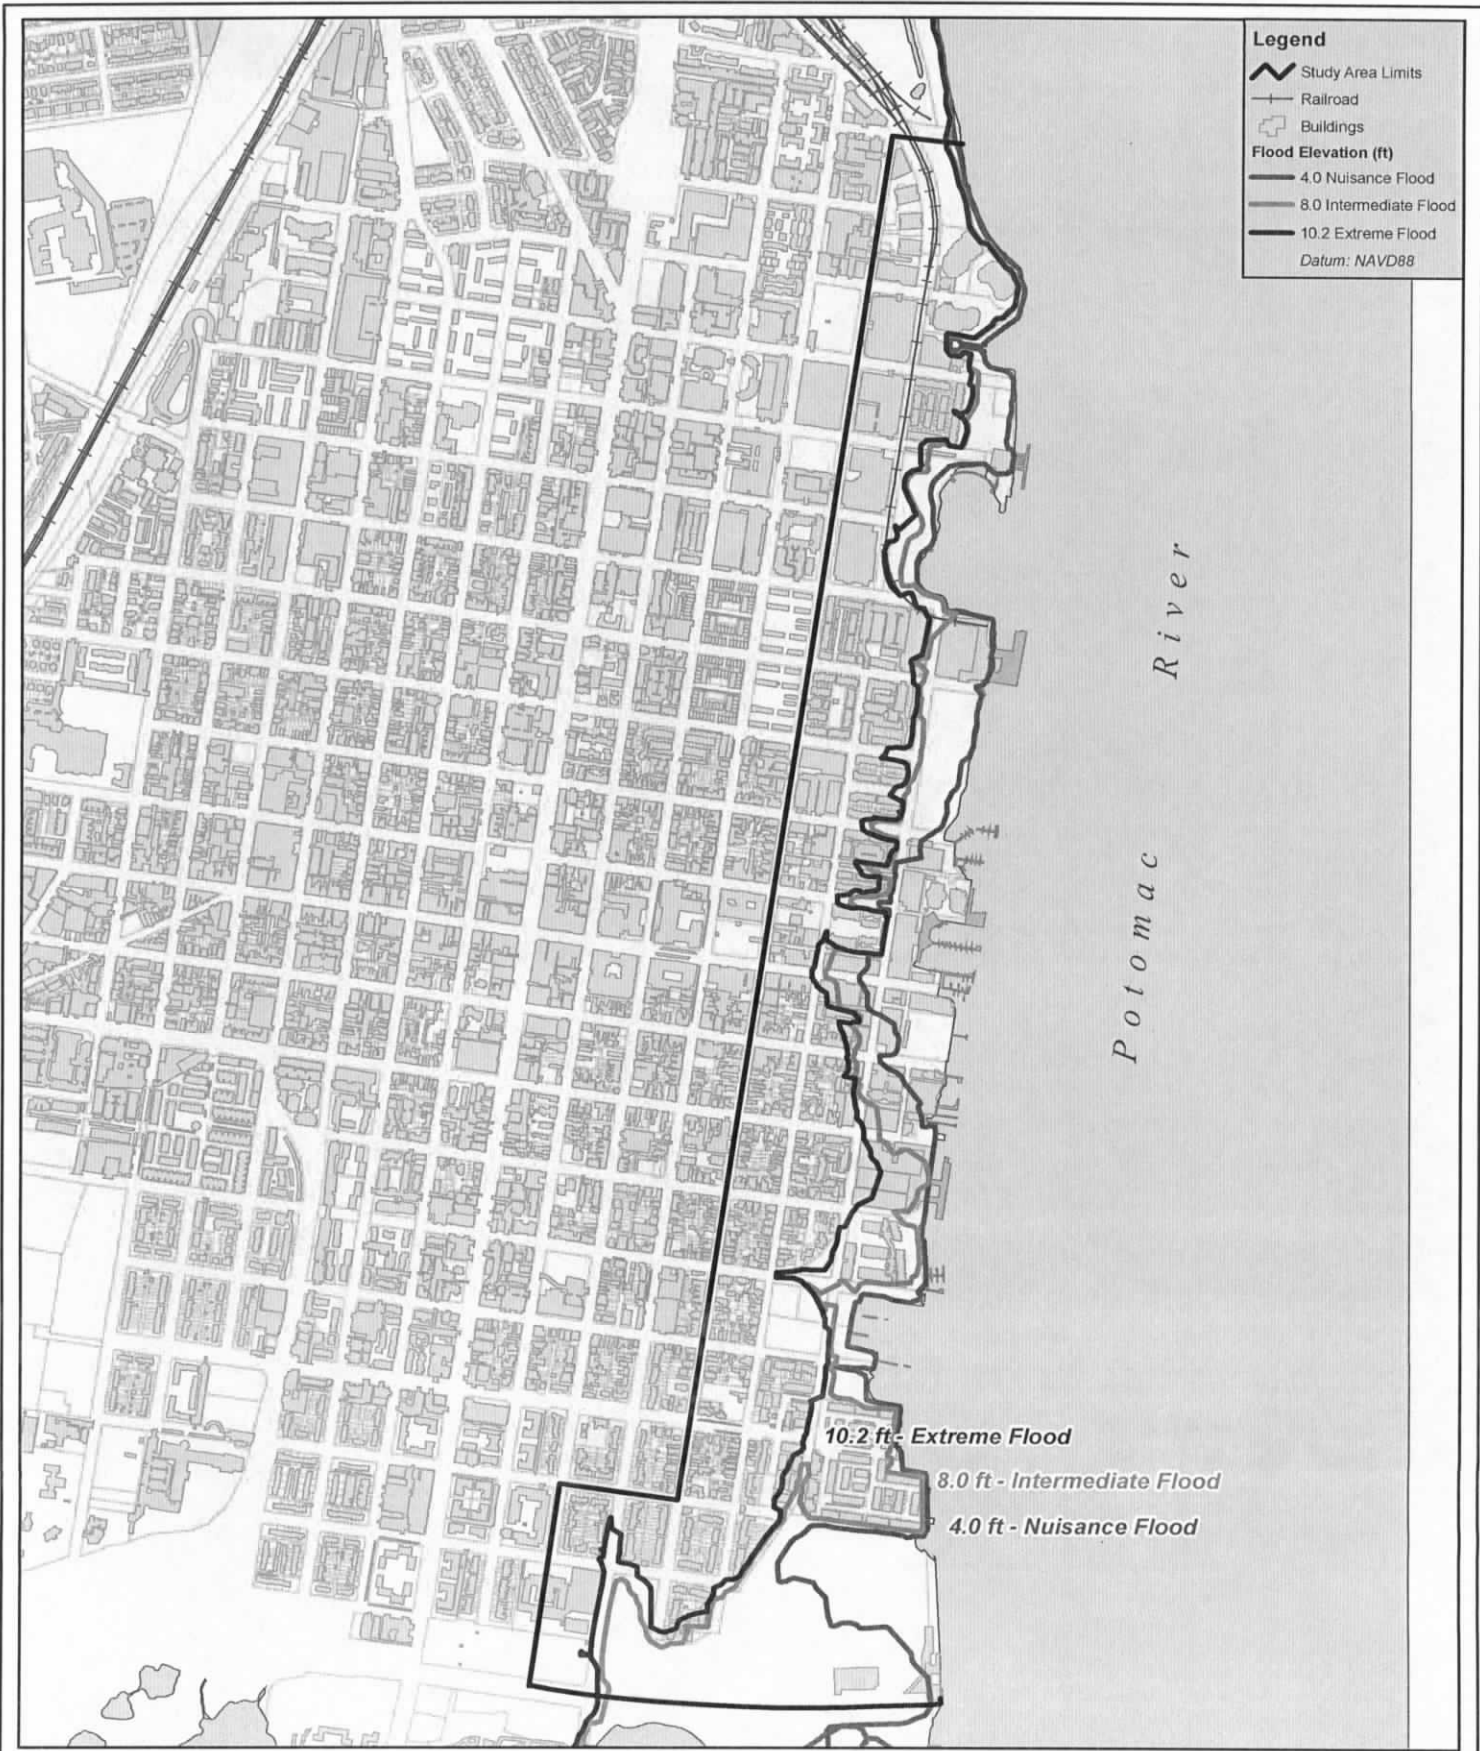 Legend
Study Area Limits
Railroad
Buildings
Flood Elevation (ft)
4.0 Nuisance Flood
8.0 Intermediate Flood
10.2 Extreme Flood
Datum: NAVD88
River
Potomac
10.2 ft - Extreme Flood
8.0 ft - Intermediate Flood
4.0 ft - Nuisance Flood